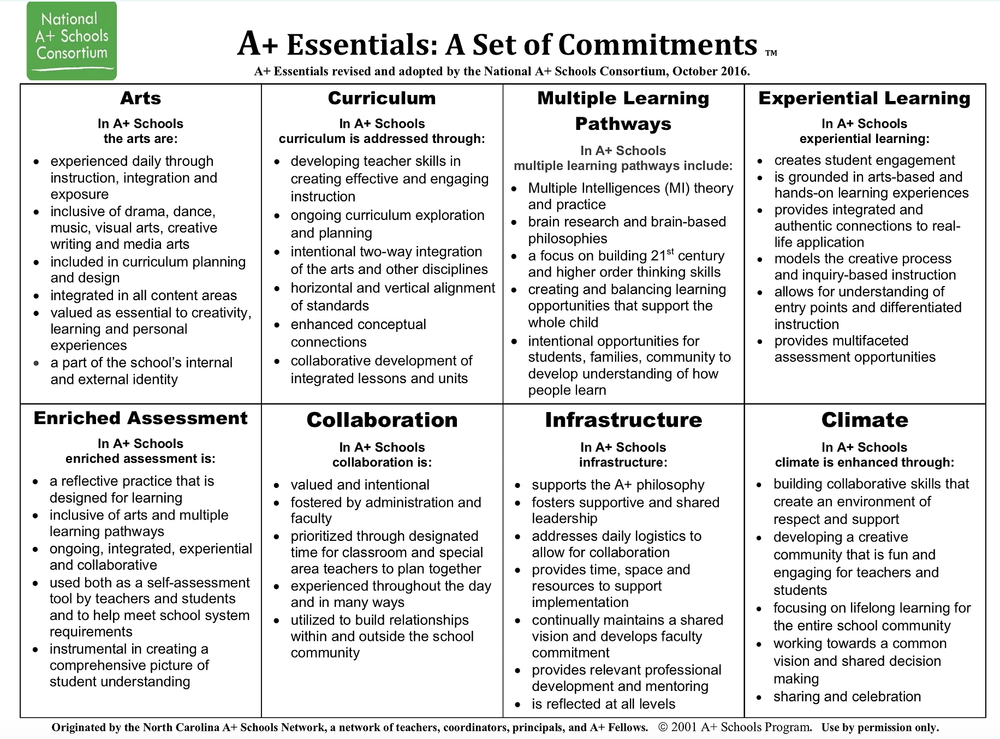 National
A+ Schools
Consortium
A+ Essentials: A Set of Commitments ™
A+ Essentials revised and adopted by the National A+ Schools Consortium, October 2016.
Arts
In A+ Schools
the arts are:
• experienced daily through
instruction, integration and
exposure
• inclusive of drama, dance,
music, visual arts, creative
writing and media arts
• included in curriculum planning
and design
• integrated in all content areas
• valued as essential to creativity,
learning and personal
experiences
• a part of the school’s internal
and external identity
Curriculum
In A+ Schools
curriculum is addressed through:
• developing teacher skills in
creating effective and engaging
instruction
• ongoing curriculum exploration
and planning
• intentional two-way integration
of the arts and other disciplines
• horizontal and vertical alignment
of standards
• enhanced conceptual
connections
• collaborative development of
integrated lessons and units
Multiple Learning
Pathways
In A+ Schools
multiple learning pathways include:
• Multiple Intelligences (MI) theory
and practice
• brain research and brain-based
philosophies
• a focus on building 21st century
and higher order thinking skills
• creating and balancing learning
opportunities that support the
whole child
• intentional opportunities for
students, families, community to
develop understanding of how
people learn
Experiential Learning
In A+ Schools
experiential learning:
• creates student engagement
• is grounded in arts-based and
hands-on learning experiences
• provides integrated and
authentic connections to real-
life application
• models the creative process
and inquiry-based instruction
• allows for understanding of
entry points and differentiated
instruction
• provides multifaceted
assessment opportunities
Enriched Assessment
In A+ Schools
enriched assessment is:
• a reflective practice that is
designed for learning
• inclusive of arts and multiple
learning pathways
• ongoing, integrated, experiential
and collaborative
• used both as a self-assessment
tool by teachers and students
and to help meet school system
requirements
• instrumental in creating a
comprehensive picture of
student understanding
Collaboration
In A+ Schools
collaboration is:
• valued and intentional
• fostered by administration and
faculty
• prioritized through designated
time for classroom and special
area teachers to plan together
• experienced throughout the day
and in many ways
• utilized to build relationships
within and outside the school
community
Infrastructure
In A+ Schools
infrastructure:
• supports the A+ philosophy
• fosters supportive and shared
leadership
• addresses daily logistics to
allow for collaboration
• provides time, space and
resources to support
implementation
• continually maintains a shared
vision and develops faculty
commitment
• provides relevant professional
development and mentoring
• is reflected at all levels
Climate
In A+ Schools
climate is enhanced through:
• building collaborative skills that
create an environment of
respect and support
• developing a creative
community that is fun and
engaging for teachers and
students
• focusing on lifelong learning for
the entire school community
• working towards a common
vision and shared decision
making
• sharing and celebration
Originated by the North Carolina A+ Schools Network, a network of teachers, coordinators, principals, and A+ Fellows. © 2001 A+ Schools Program. Use by permission only.